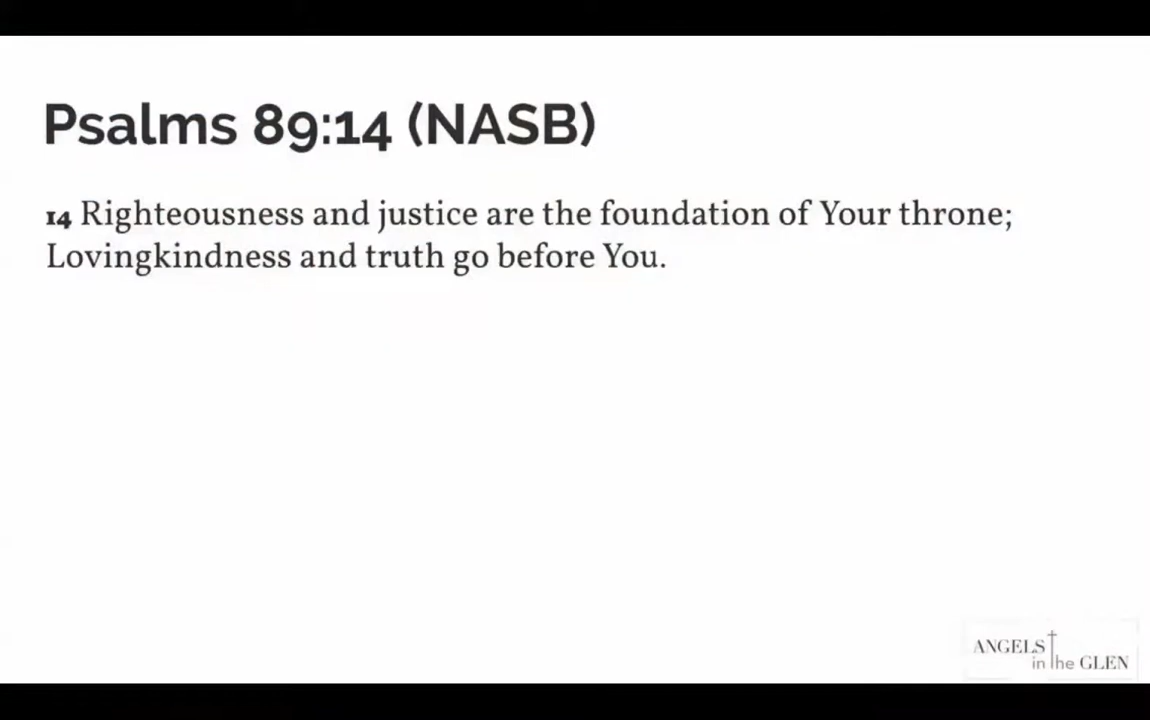 Psalms 89:14 (NASB)
14 Righteousness and justice are the foundation of Your throne;
Lovingkindness and truth go before You.
ANGELS
in the GLEN